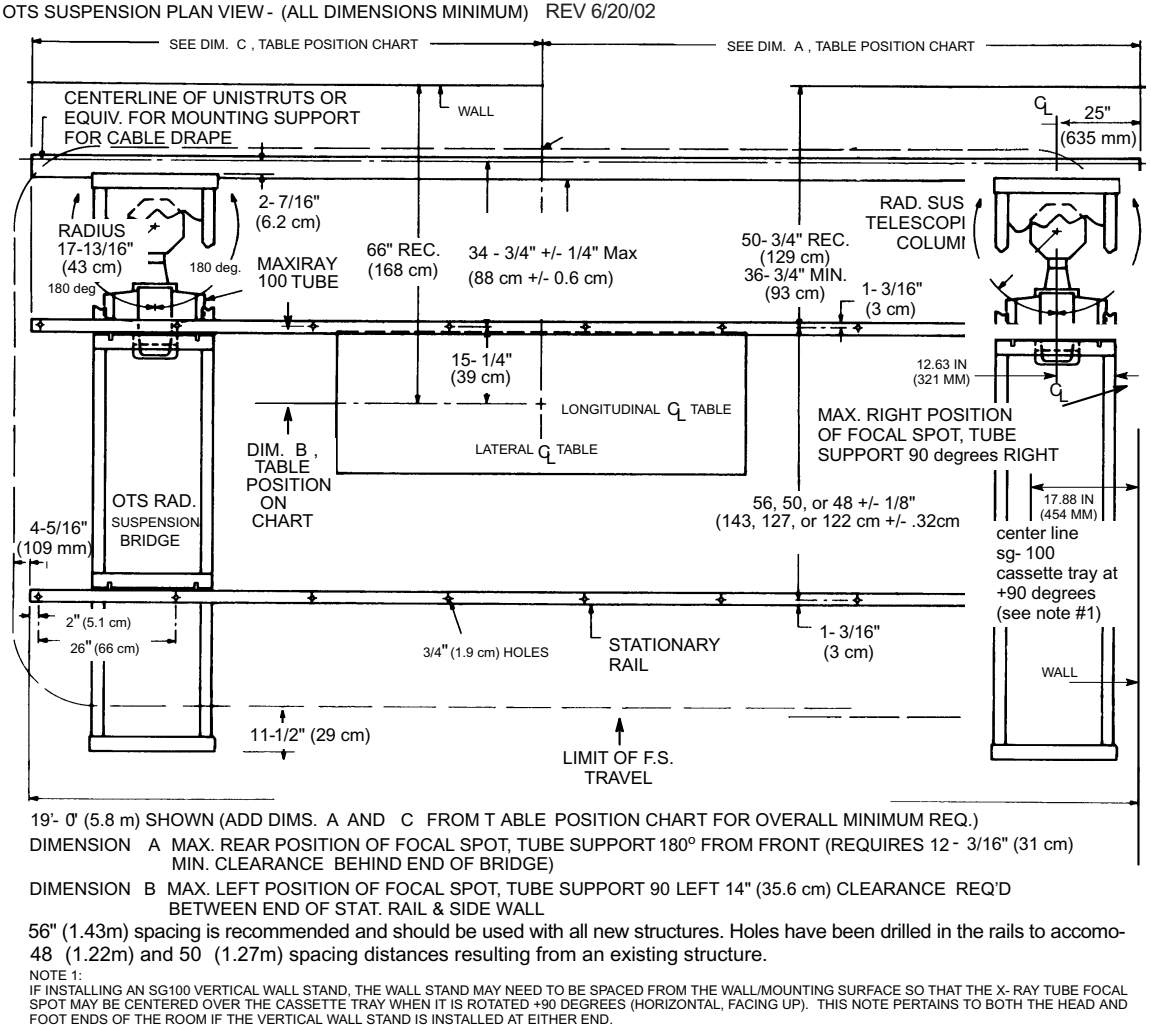 OTS SUSPENSION PLAN VIEW - (ALL DIMENSIONS MINIMUM) REV 6/20/02
SEE DIM. C , TABLE POSITION CHART
SEE DIM. A , TABLE POSITION CHART
CENTERLINE OF UNISTRUTS OR
EQUIV. FOR MOUNTING SUPPORT
FOR CABLE DRAPE
WALL
CL
25"
(635 mm)
2- 7/16"
(6.2 cm)
RADIUS
17-13/16"
(43 cm)
180 deg.
180 deg
MAXIRAY
100 TUBE
66" REC.
(168 cm)
34 - 3/4" +/- 1/4" Max
(88 cm +/- 0.6 cm)
50- 3/4" REC.
(129 cm)
36- 3/4" MIN.
(93 cm)
RAD. SUS
TELESCOPI
COLUMN
1- 3/16"
(3 cm)
15- 1/4"
(39 cm)
12.63 IN
(321 MM)
CL
LONGITUDINAL CL TABLE
LATERAL CL TABLE
DIM. B ,
TABLE
POSITION
ON
CHART
MAX. RIGHT POSITION
OF FOCAL SPOT, TUBE
SUPPORT 90 degrees RIGHT
17.88 IN
(454 MM)
OTS RAD.
SUSPENSION
BRIDGE
56, 50, or 48 +/- 1/8"
(143, 127, or 122 cm +/- .32cm
4-5/16"
(109 mm)
center line
sg- 100
cassette tray at
+90 degrees
(see note #1)
2" (5.1 cm)
26" (66 cm)
3/4" (1.9 cm) HOLES
STATIONARY
RAIL
1- 3/16"
(3 cm)
WALL
11-1/2" (29 cm)
LIMIT OF F.S.
TRAVEL
19'- 0' (5.8 m) SHOWN (ADD DIMS. A AND C FROM T ABLE POSITION CHART FOR OVERALL MINIMUM REQ.)
DIMENSION A MAX. REAR POSITION OF FOCAL SPOT, TUBE SUPPORT 180° FROM FRONT (REQUIRES 12 - 3/16" (31 cm)
MIN. CLEARANCE BEHIND END OF BRIDGE)
DIMENSION B MAX. LEFT POSITION OF FOCAL SPOT, TUBE SUPPORT 90 LEFT 14" (35.6 cm) CLEARANCE REQ'D
BETWEEN END OF STAT. RAIL & SIDE WALL
56" (1.43m) spacing is recommended and should be used with all new structures. Holes have been drilled in the rails to accomo-
48 (1.22m) and 50 (1.27m) spacing distances resulting from an existing structure.
NOTE 1:
IF INSTALLING AN SG100 VERTICAL WALL STAND, THE WALL STAND MAY NEED TO BE SPACED FROM THE WALL/MOUNTING SURFACE SO THAT THE X- RAY TUBE FOCAL
SPOT MAY BE CENTERED OVER THE CASSETTE TRAY WHEN IT IS ROTATED +90 DEGREES (HORIZONTAL, FACING UP). THIS NOTE PERTAINS TO BOTH THE HEAD AND
FOOT ENDS OF THE ROOM IF THE VERTICAL WALL STAND IS INSTALLED AT EITHER END.